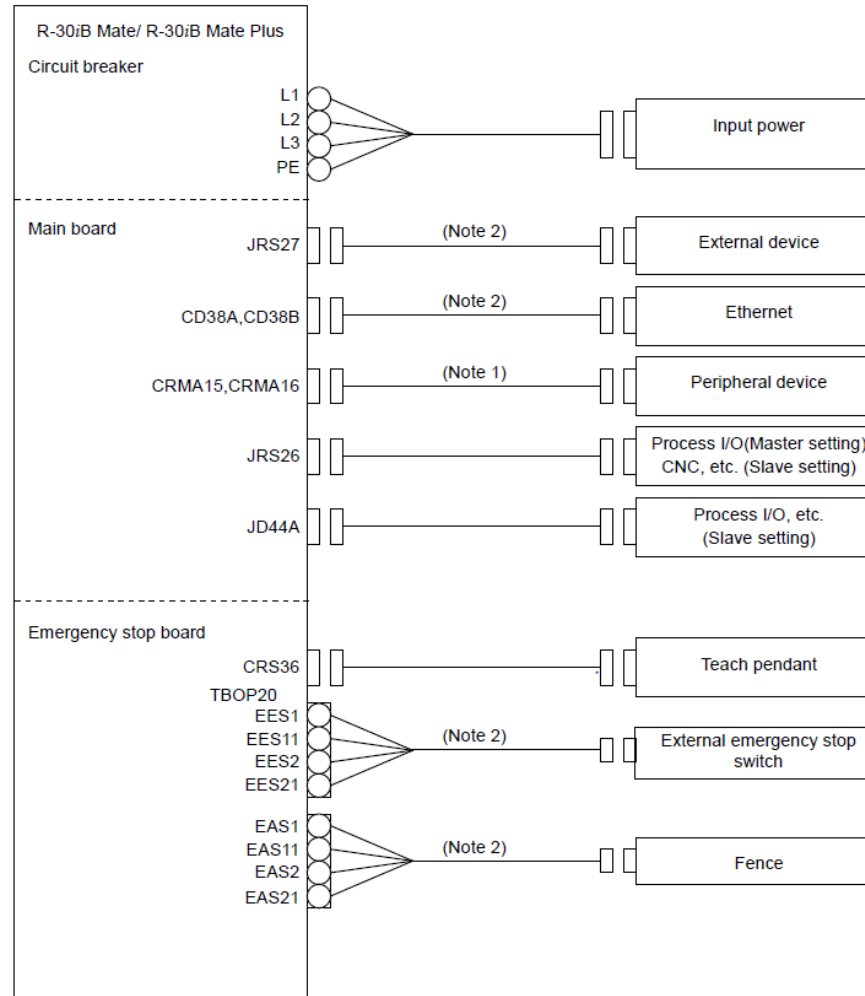 R-30iB Mate/ R-30iB Mate Plus
Circuit breaker
L1
L2
L3
PE
Input power
Main board
JRS27
(Note 2)
External device
CD38A,CD38B
(Note 2)
Ethernet
CRMA15,CRMA16
(Note 1)
Peripheral device
JRS26
Process I/O(Master setting)
CNC, etc. (Slave setting)
JD44A
Process I/O, etc.
(Slave setting)
Emergency stop board
CRS36
Teach pendant
TBOP20
EES1
EES11
EES2
EES21
(Note 2)
External emergency stop
switch
EAS1
EAS11
EAS2
EAS21
(Note 2)
Fence